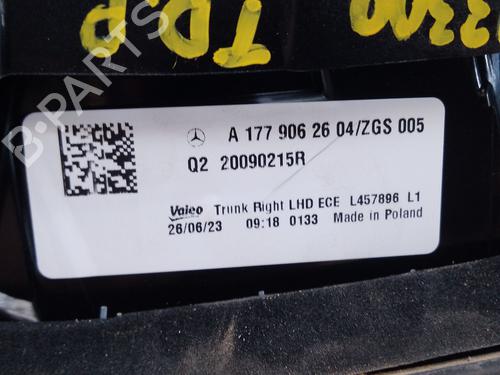 3300
TDP
B-PARTS
A 177 906 26 04/ZGS 005
Q2 20090215R
Valeo Trunk Right LHD ECE L457896 L1
26/06/23 09:18 0133 Made in Poland